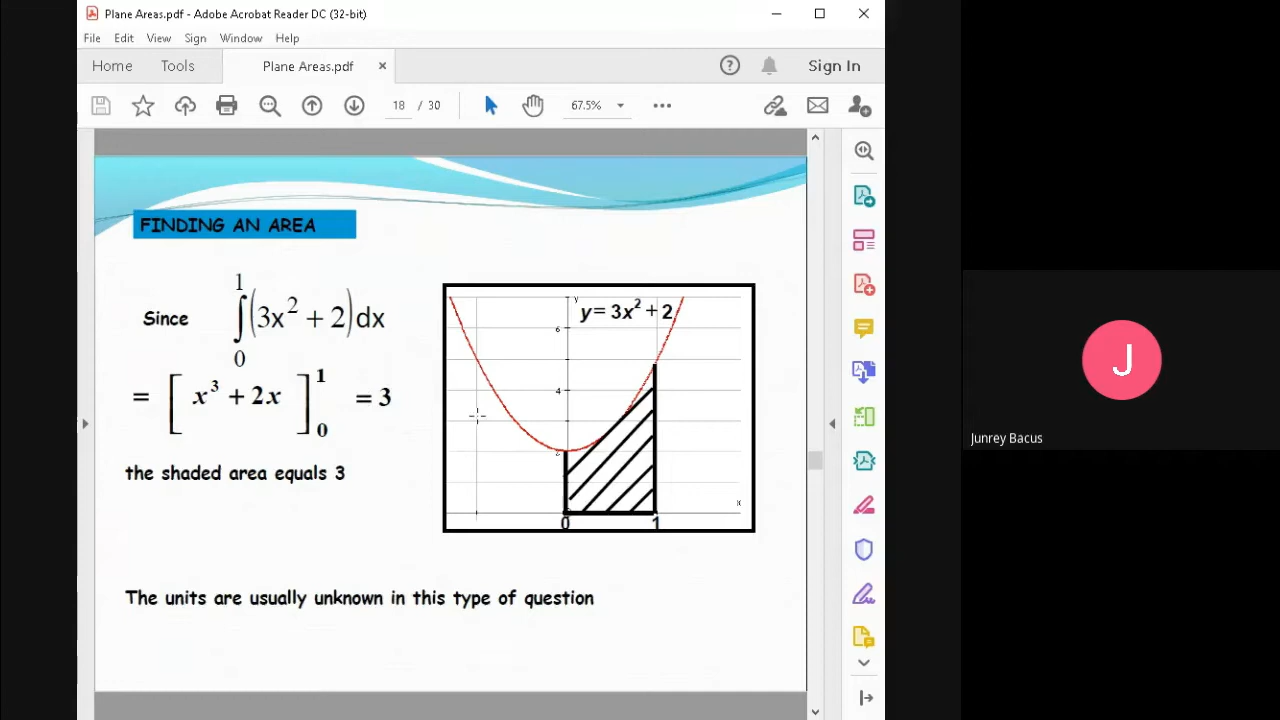 Plane Areas.pdf - Adobe Acrobat Reader DC (32-bit)
File Edit View Sign Window Help
Home Tools Plane Areas.pdf × Sign In
18 / 30 67.5%
FINDING AN AREA
Since ∫₀¹ (3x² + 2) dx
= [ x³ + 2x ]₀¹ = 3
the shaded area equals 3
y = 3x² + 2
y
6
4
2
x
0 1
The units are usually unknown in this type of question
J
Junrey Bacus